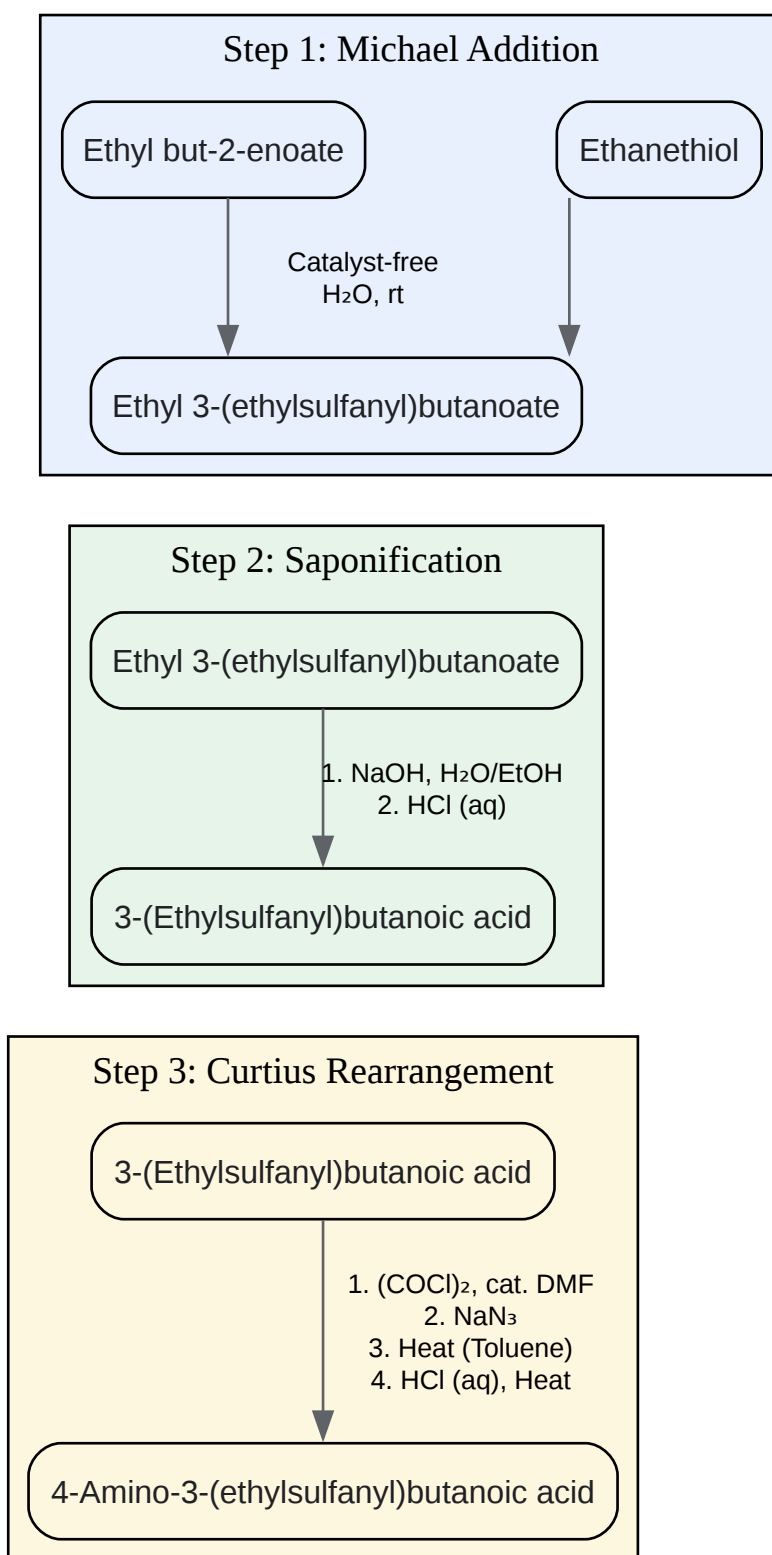 Step 1: Michael Addition
Ethyl but-2-enoate
Ethanethiol
Catalyst-free
H₂O, rt
Ethyl 3-(ethylsulfanyl)butanoate
Step 2: Saponification
Ethyl 3-(ethylsulfanyl)butanoate
1. NaOH, H₂O/EtOH
2. HCl (aq)
3-(Ethylsulfanyl)butanoic acid
Step 3: Curtius Rearrangement
3-(Ethylsulfanyl)butanoic acid
1. (COCl)₂, cat. DMF
2. NaN₃
3. Heat (Toluene)
4. HCl (aq), Heat
4-Amino-3-(ethylsulfanyl)butanoic acid